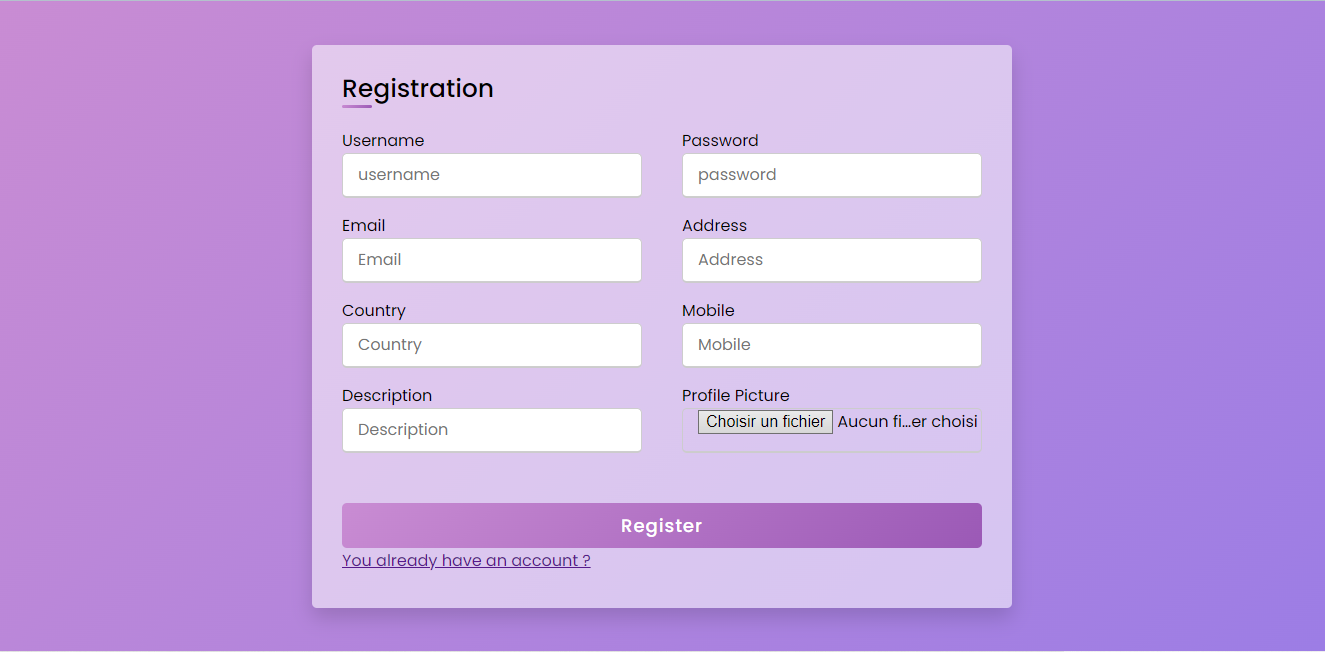 Registration
Username
Password
username
password
Email
Address
Email
Address
Country
Mobile
Country
Mobile
Description
Profile Picture
Description
Choisir un fichier Aucun fi...er choisi
Register
You already have an account ?